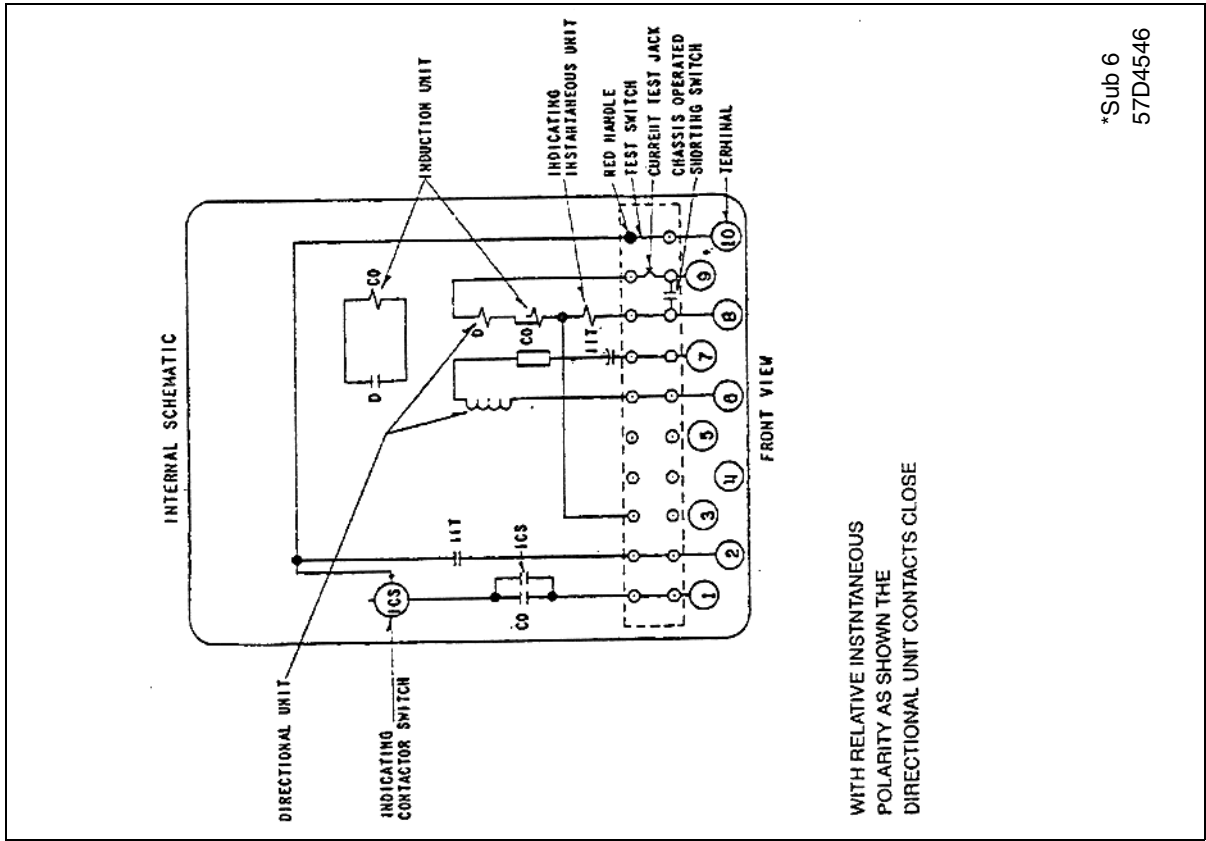 INTERNAL SCHEMATIC
DIRECTIONAL UNIT
INDICATING
CONTACTOR SWITCH
INDUCTION UNIT
INDICATING
INSTANTANEOUS UNIT
RED HANDLE
TEST SWITCH
CURRENT TEST JACK
CHASSIS OPERATED
SHORTING SWITCH
TERMINAL
D
CO
ICS
IIT
ICS
CO
D
CO
IIT
1
2
3
4
5
6
7
8
9
10
FRONT VIEW
WITH RELATIVE INSTNTANEOUS
POLARITY AS SHOWN THE
DIRECTIONAL UNIT CONTACTS CLOSE
*Sub 6
57D4546